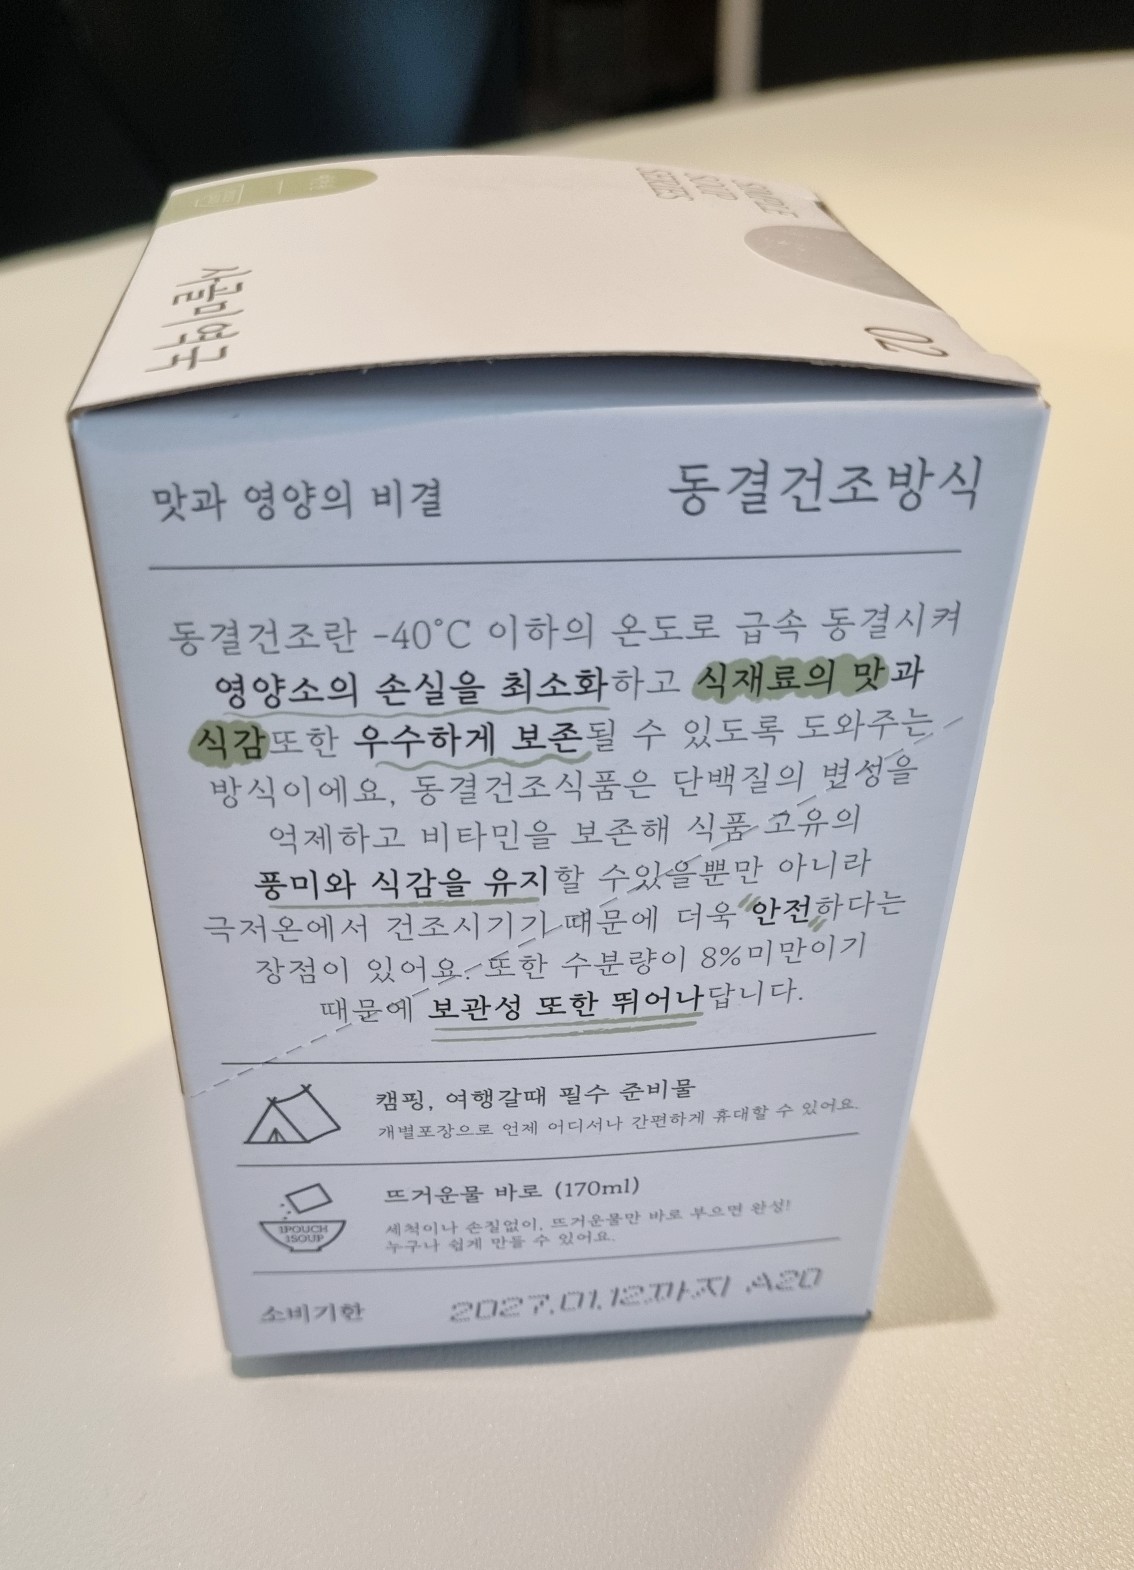 SIMPLE
SOUP
SERIES
02
사골미역국
맛과 영양의 비결
동결건조방식
동결건조란 -40°C 이하의 온도로 급속 동결시켜
영양소의 손실을 최소화하고 식재료의 맛과
식감또한 우수하게 보존될 수 있도록 도와주는
방식이에요, 동결건조식품은 단백질의 변성을
억제하고 비타민을 보존해 식품 고유의
풍미와 식감을 유지할 수있을뿐만 아니라
극저온에서 건조시기기 때문에 더욱 "안전"하다는
장점이 있어요. 또한 수분량이 8%미만이기
때문에 보관성 또한 뛰어나답니다.
캠핑, 여행갈때 필수 준비물
개별포장으로 언제 어디서나 간편하게 휴대할 수 있어요.
1POUCH
1SOUP
뜨거운물 바로 (170ml)
세척이나 손질없이, 뜨거운물만 바로 부으면 완성!
누구나 쉽게 만들 수 있어요.
소비기한
2027.01.12까지 A20